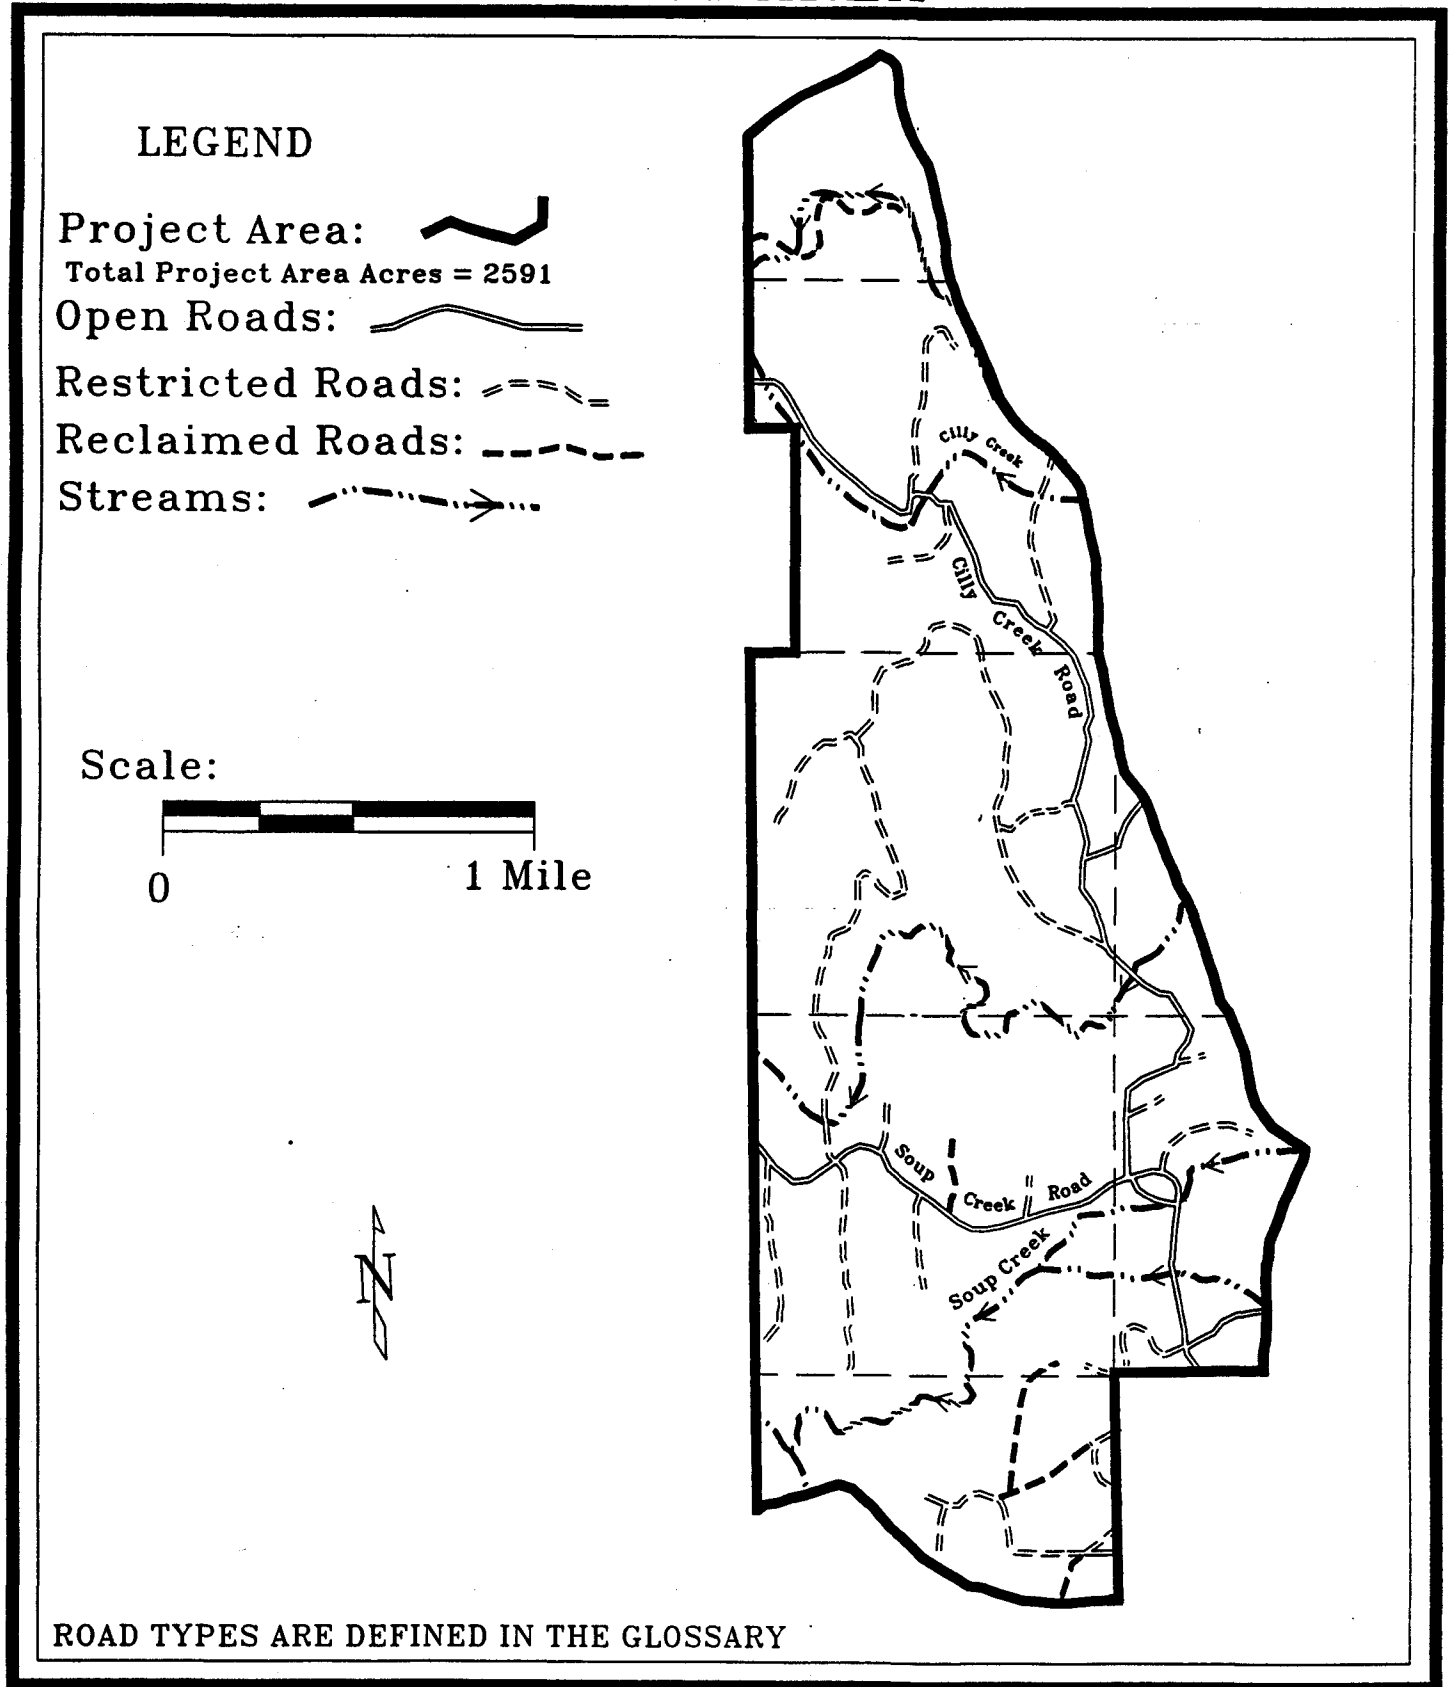 LEGEND
Project Area:
Total Project Area Acres = 2591
Open Roads:
Restricted Roads:
Reclaimed Roads:
Streams:
Scale:
0
1 Mile
N
ROAD TYPES ARE DEFINED IN THE GLOSSARY
Cilly Creek
Cilly Creek Road
Soup Creek Road
Soup Creek